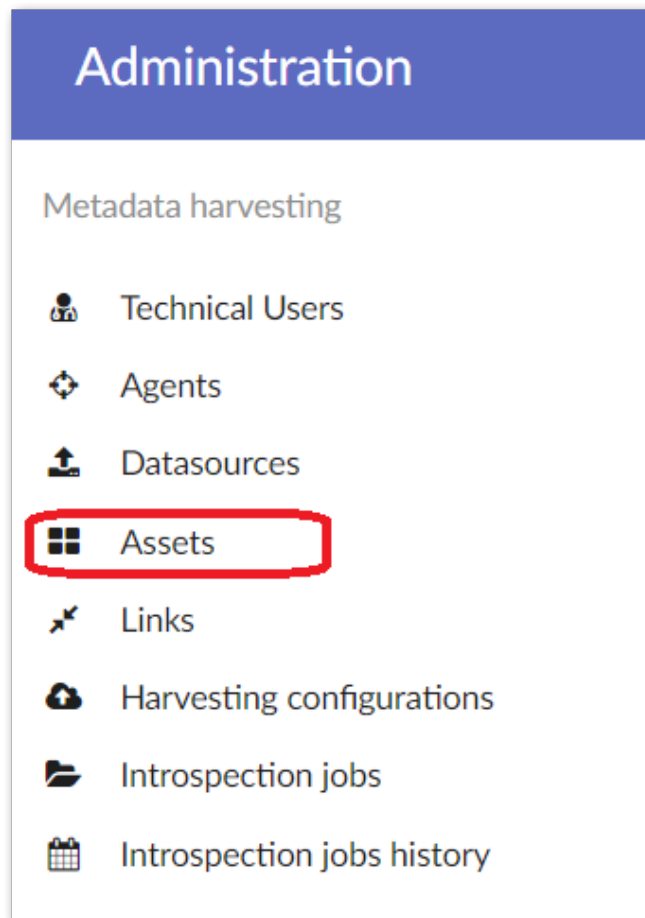 Administration
Metadata harvesting
Technical Users
Agents
Datasources
Assets
Links
Harvesting configurations
Introspection jobs
Introspection jobs history